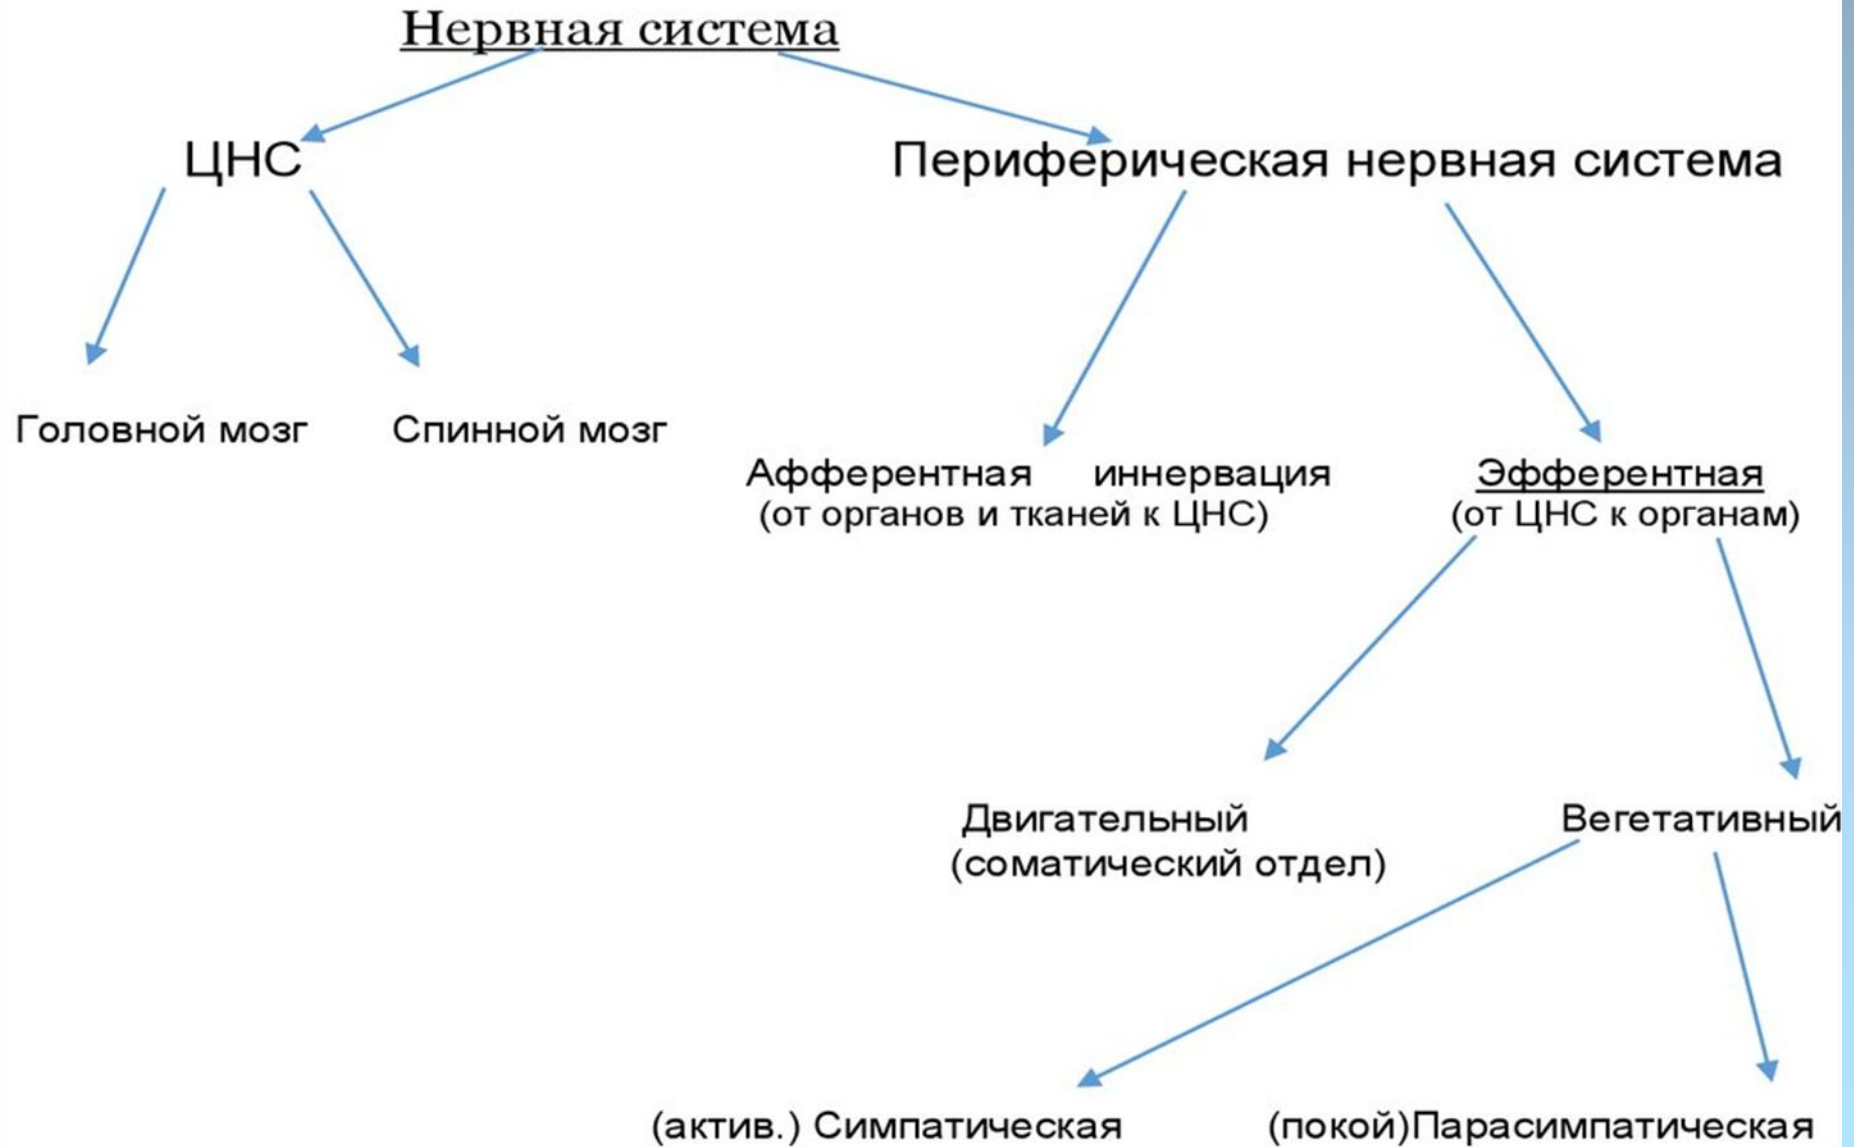 Нервная система
ЦНС
Периферическая нервная система
Головной мозг
Спинной мозг
Афферентная иннервация
(от органов и тканей к ЦНС)
Эфферентная
(от ЦНС к органам)
Двигательный
(соматический отдел)
Вегетативный
(актив.) Симпатическая
(покой)Парасимпатическая